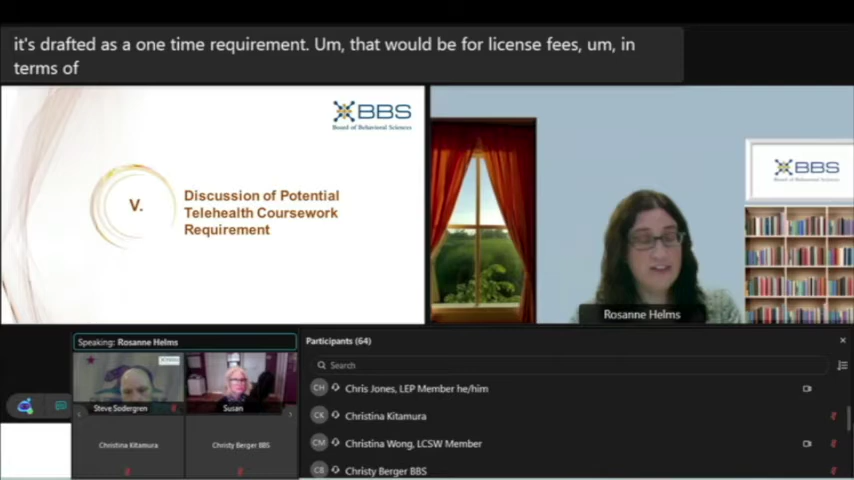 it's drafted as a one time requirement. Um, that would be for license fees, um, in
terms of
BBS
Board of Behavioral Sciences
V.
Discussion of Potential
Telehealth Coursework
Requirement
BBS
Board of Behavioral Sciences
Rosanne Helms
Speaking: Rosanne Helms
Steve Sodergren
Susan
Christina Kitamura
Christy Berger BBS
Participants (64)
Search
CH Chris Jones, LEP Member he/him
CK Christina Kitamura
CM Christina Wong, LCSW Member
CB Christy Berger BBS